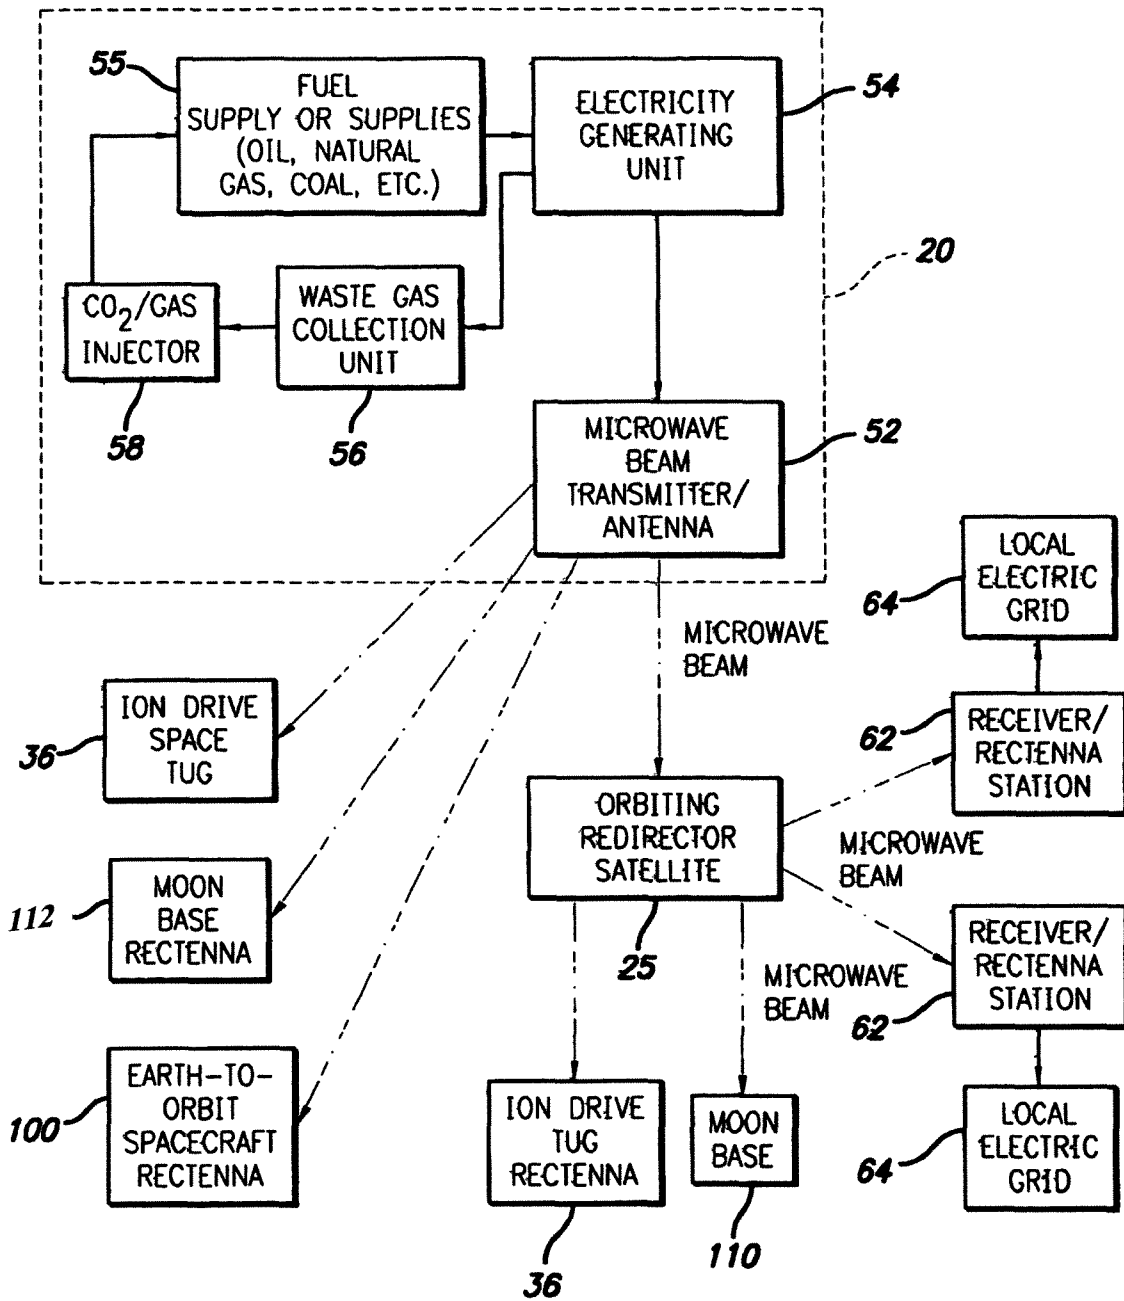 55
FUEL
SUPPLY OR SUPPLIES
(OIL, NATURAL
GAS, COAL, ETC.)
ELECTRICITY
GENERATING
UNIT
54
20
CO2/GAS
INJECTOR
58
WASTE GAS
COLLECTION
UNIT
56
MICROWAVE
BEAM
TRANSMITTER/
ANTENNA
52
LOCAL
ELECTRIC
GRID
64
MICROWAVE
BEAM
ION DRIVE
SPACE
TUG
36
RECEIVER/
RECTENNA
STATION
62
ORBITING
REDIRECTOR
SATELLITE
25
MICROWAVE
BEAM
MOON
BASE
RECTENNA
112
RECEIVER/
RECTENNA
STATION
62
MICROWAVE
BEAM
EARTH-TO-
ORBIT
SPACECRAFT
RECTENNA
100
ION DRIVE
TUG
RECTENNA
36
MOON
BASE
110
LOCAL
ELECTRIC
GRID
64